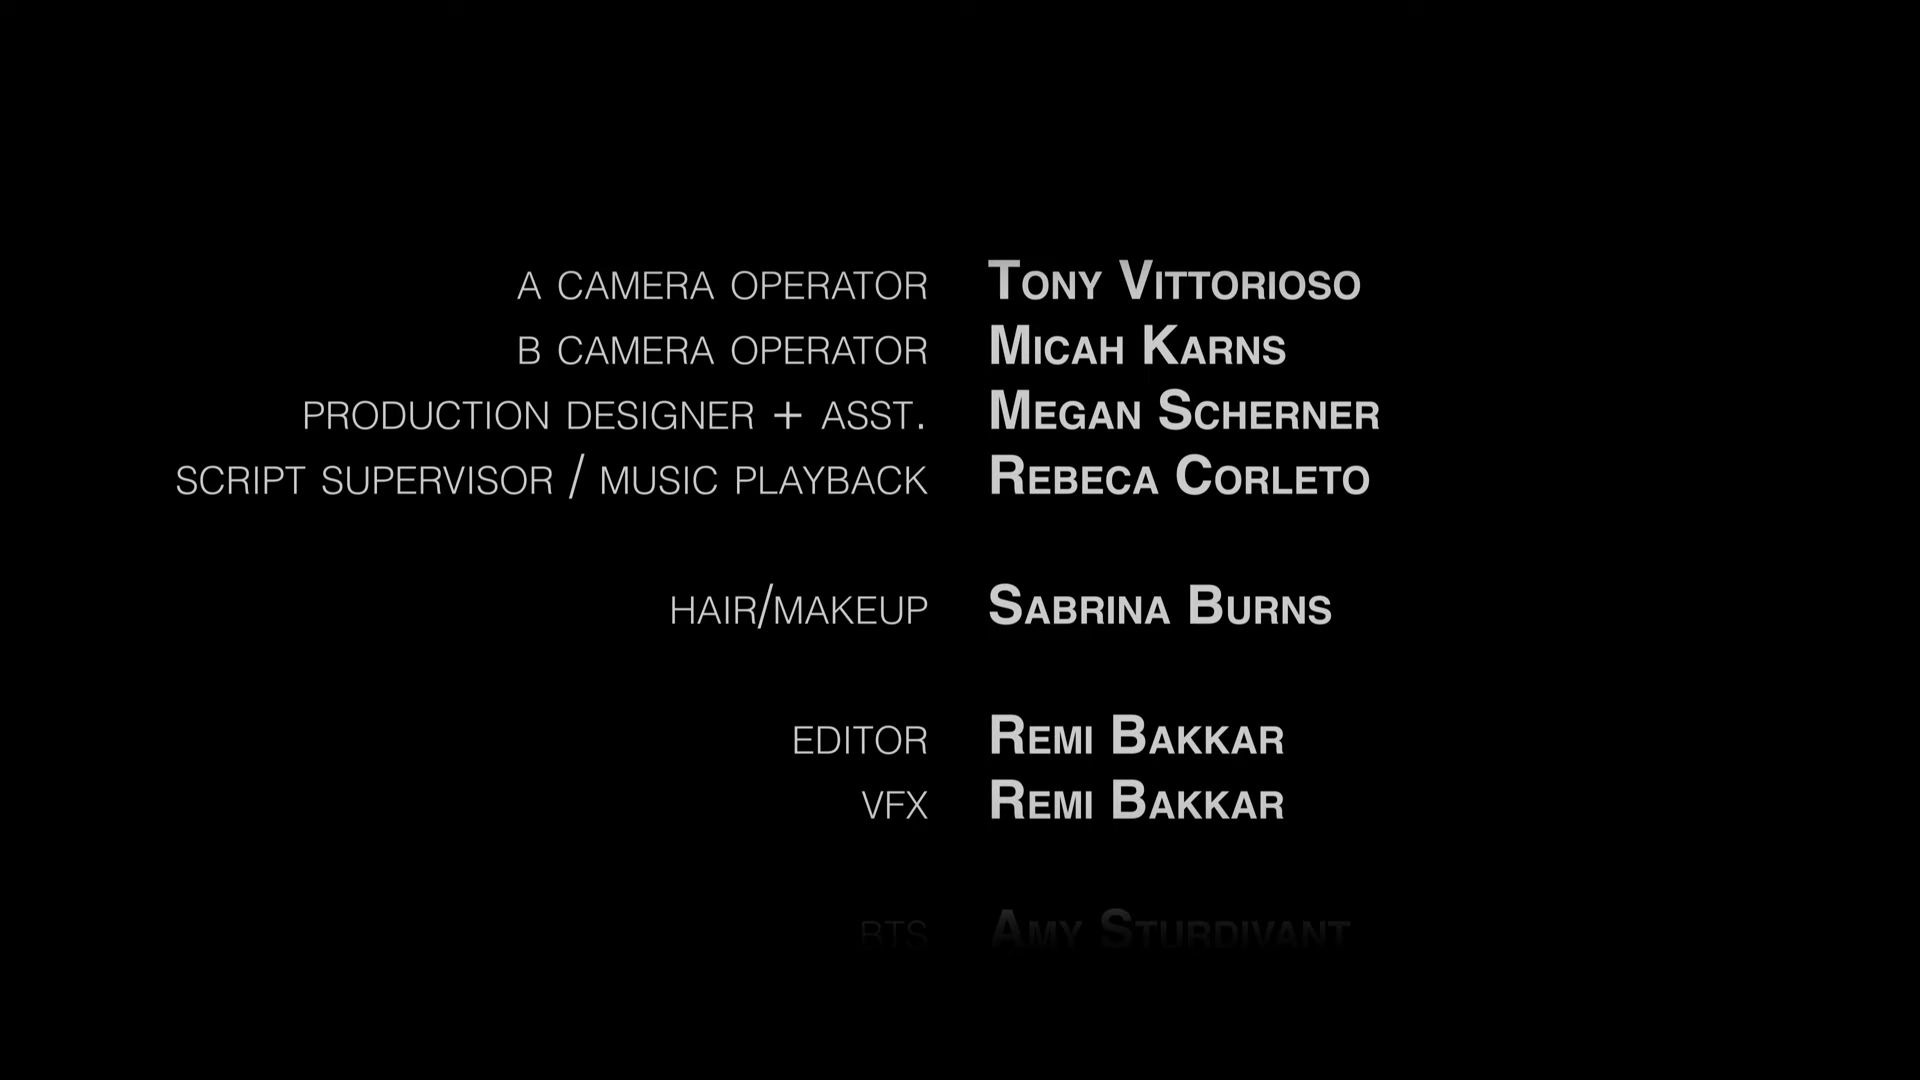 A CAMERA OPERATOR TONY VITTORIOSO
B CAMERA OPERATOR MICAH KARNS
PRODUCTION DESIGNER + ASST. MEGAN SCHERNER
SCRIPT SUPERVISOR / MUSIC PLAYBACK REBECA CORLETO
HAIR/MAKEUP SABRINA BURNS
EDITOR REMI BAKKAR
VFX REMI BAKKAR
BTS AMY STURDIVANT